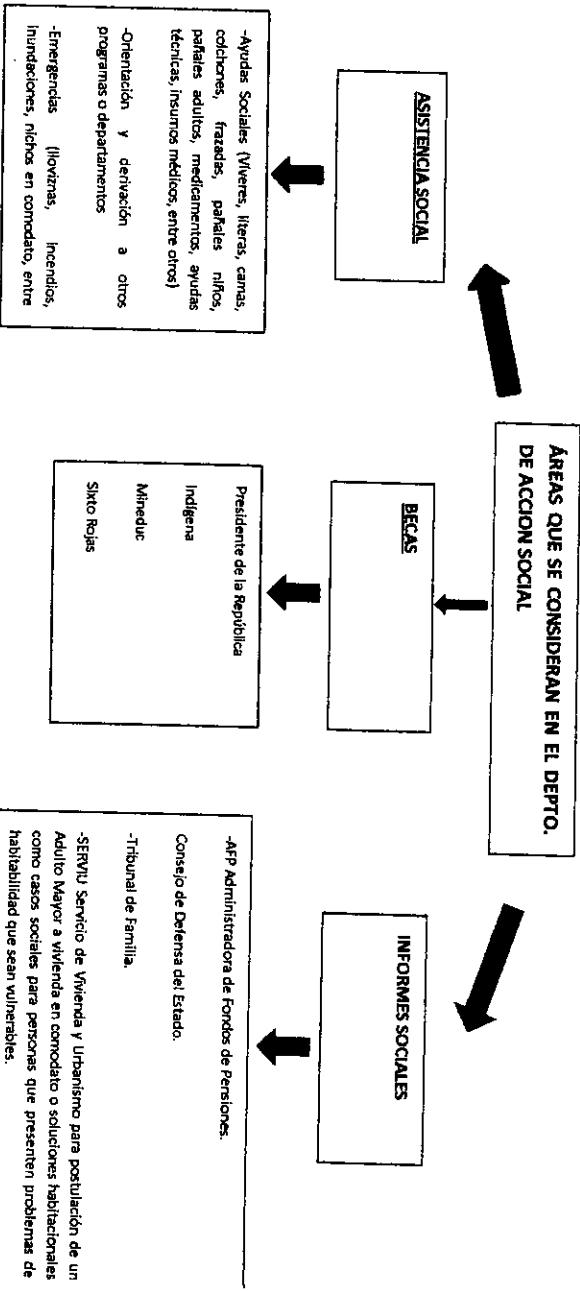 ÁREAS QUE SE CONSIDERAN EN EL DEPTO.
DE ACCION SOCIAL
ASISTENCIA SOCIAL
-Ayudas Sociales (Víveres, literas, camas,
colchones, frazadas, pañales niños,
pañales adultos, medicamentos, ayudas
técnicas, insumos médicos, entre otros)
-Orientación y derivación a otros
programas o departamentos
-Emergencias (lloviznas, incendios,
inundaciones, nichos en comodato, entre
BECAS
Presidente de la República
Indígena
Mineduc
Sixto Rojas
INFORMES SOCIALES
-AFP Administradora de Fondos de Pensiones.
Consejo de Defensa del Estado.
-Tribunal de Familia.
-SERVIU Servicio de Vivienda y Urbanismo para postulación de un
Adulto Mayor a vivienda en comodato o soluciones habitacionales
como casos sociales para personas que presenten problemas de
habitabilidad que sean vulnerables.